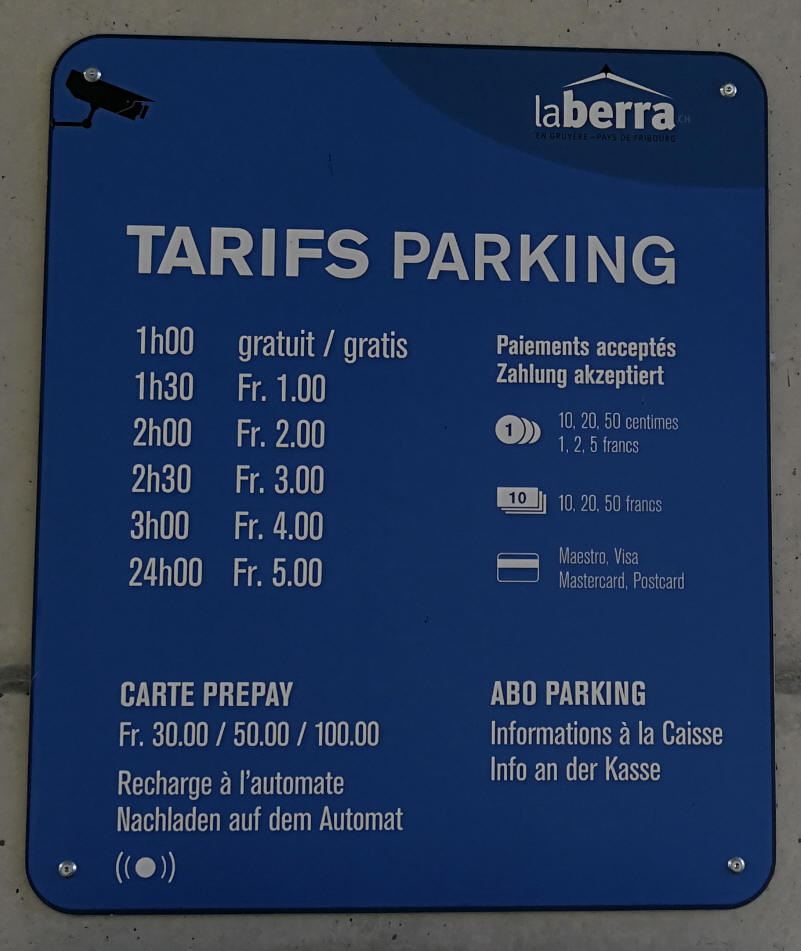 laberra.CH
EN GRUYÈRE – PAYS DE FRIBOURG
TARIFS PARKING
1h00 gratuit / gratis
1h30 Fr. 1.00
2h00 Fr. 2.00
2h30 Fr. 3.00
3h00 Fr. 4.00
24h00 Fr. 5.00
Paiements acceptés
Zahlung akzeptiert
1 10, 20, 50 centimes
1, 2, 5 francs
10 10, 20, 50 francs
Maestro, Visa
Mastercard, Postcard
CARTE PREPAY
Fr. 30.00 / 50.00 / 100.00
Recharge à l'automate
Nachladen auf dem Automat
ABO PARKING
Informations à la Caisse
Info an der Kasse